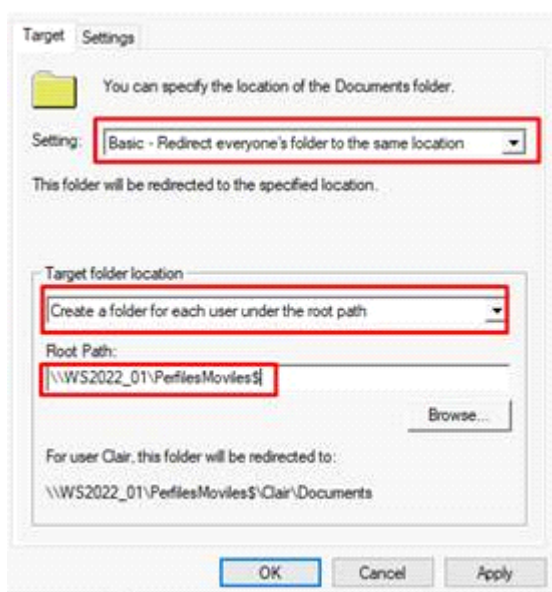 Target Settings
You can specify the location of the Documents folder.
Setting: Basic - Redirect everyone's folder to the same location
This folder will be redirected to the specified location.
Target folder location
Create a folder for each user under the root path
Root Path:
\\WS2022_01\PerfilesMoviles$
Browse...
For user Clair, this folder will be redirected to:
\\WS2022_01\PerfilesMoviles$\Clair\Documents
OK Cancel Apply